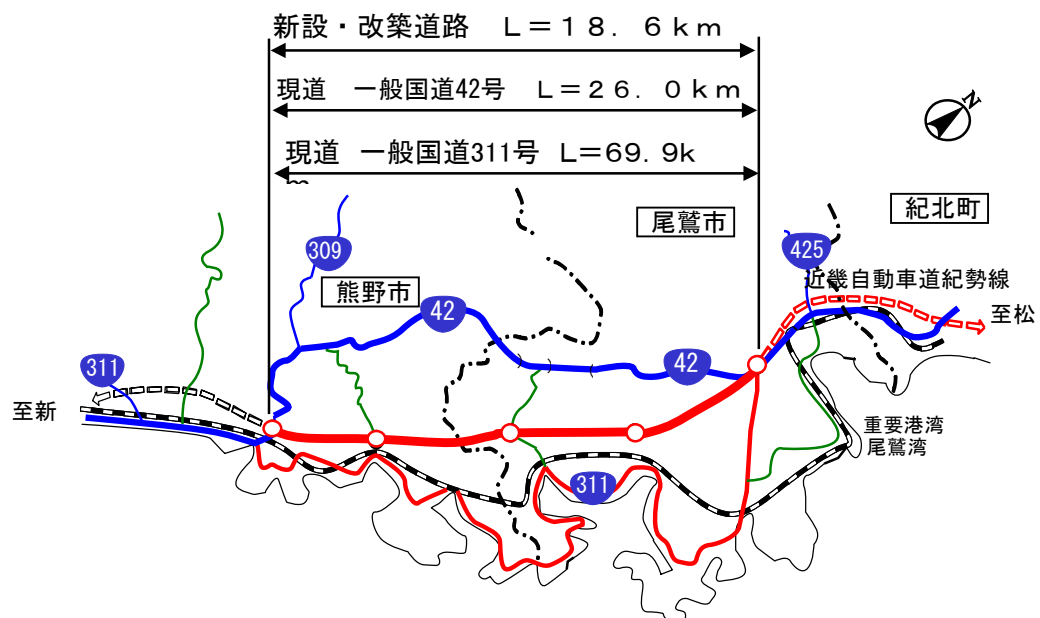 新設・改築道路　Ｌ＝１８．６ｋｍ
現道　一般国道42号　Ｌ＝２６．０ｋｍ
現道　一般国道311号　Ｌ＝６９．９ｋ
N
尾鷲市
紀北町
309
425
熊野市
近畿自動車道紀勢線
42
至松
311
42
至新
重要港湾
尾鷲湾
311